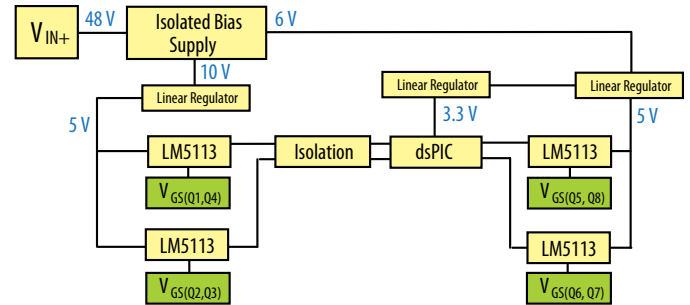 V IN+
48 V
Isolated Bias
Supply
6 V
10 V
Linear Regulator
Linear Regulator
Linear Regulator
5 V
3.3 V
5 V
LM5113
Isolation
dsPIC
LM5113
V GS(Q1,Q4)
V GS(Q5, Q8)
LM5113
LM5113
V GS(Q2,Q3)
V GS(Q6, Q7)